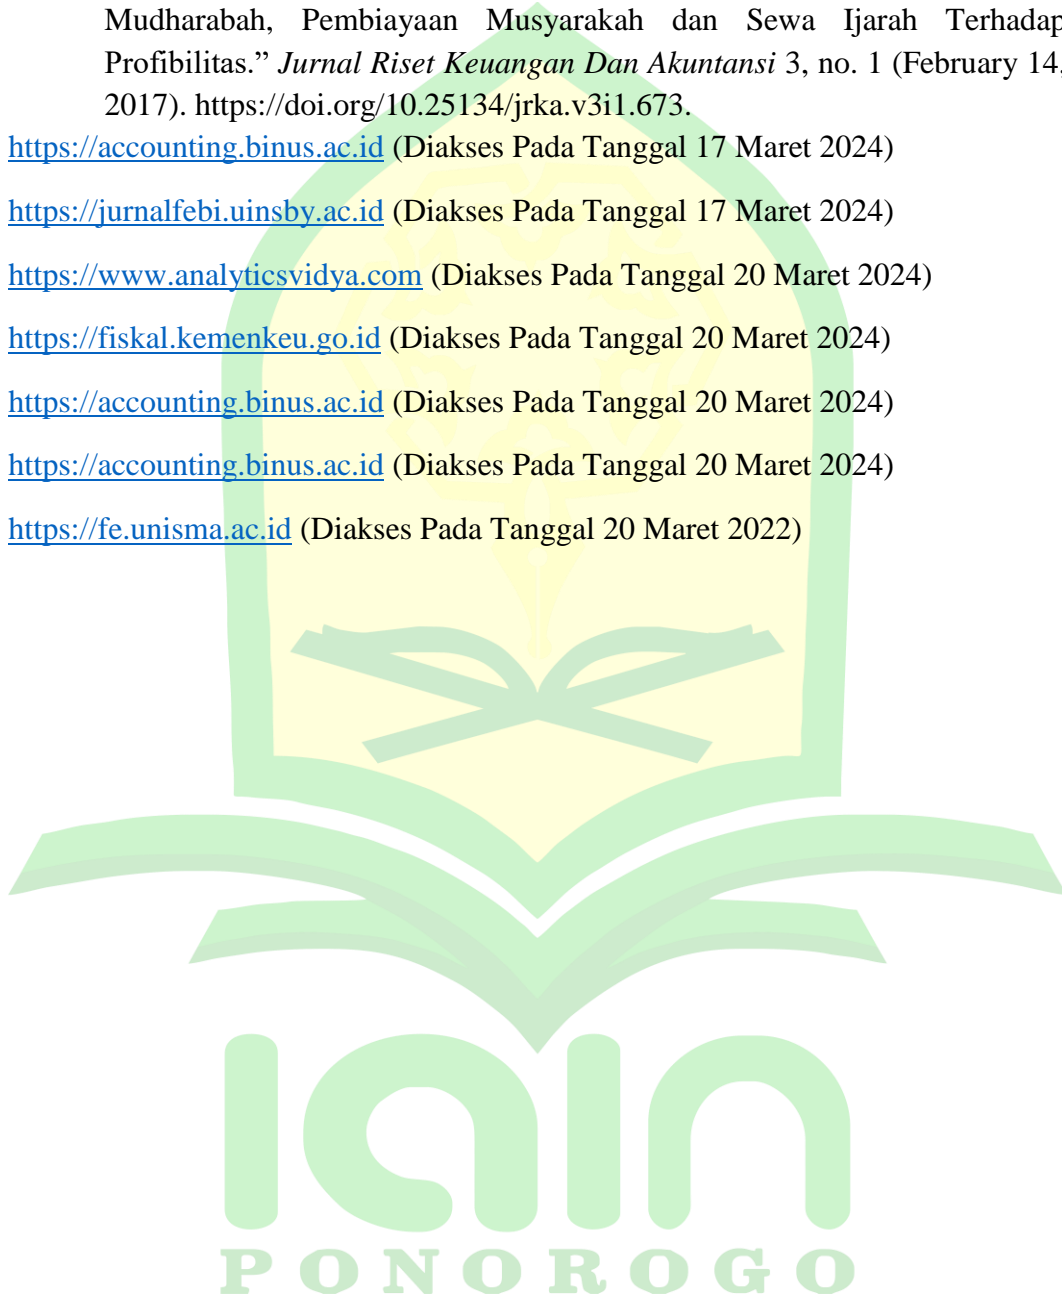 Mudharabah, Pembiayaan Musyarakah dan Sewa Ijarah Terhadap
Profibilitas.” Jurnal Riset Keuangan Dan Akuntansi 3, no. 1 (February 14,
2017). https://doi.org/10.25134/jrka.v3i1.673.
https://accounting.binus.ac.id (Diakses Pada Tanggal 17 Maret 2024)
https://jurnalfebi.uinsby.ac.id (Diakses Pada Tanggal 17 Maret 2024)
https://www.analyticsvidya.com (Diakses Pada Tanggal 20 Maret 2024)
https://fiskal.kemenkeu.go.id (Diakses Pada Tanggal 20 Maret 2024)
https://accounting.binus.ac.id (Diakses Pada Tanggal 20 Maret 2024)
https://accounting.binus.ac.id (Diakses Pada Tanggal 20 Maret 2024)
https://fe.unisma.ac.id (Diakses Pada Tanggal 20 Maret 2022)
iain
PONOROGO